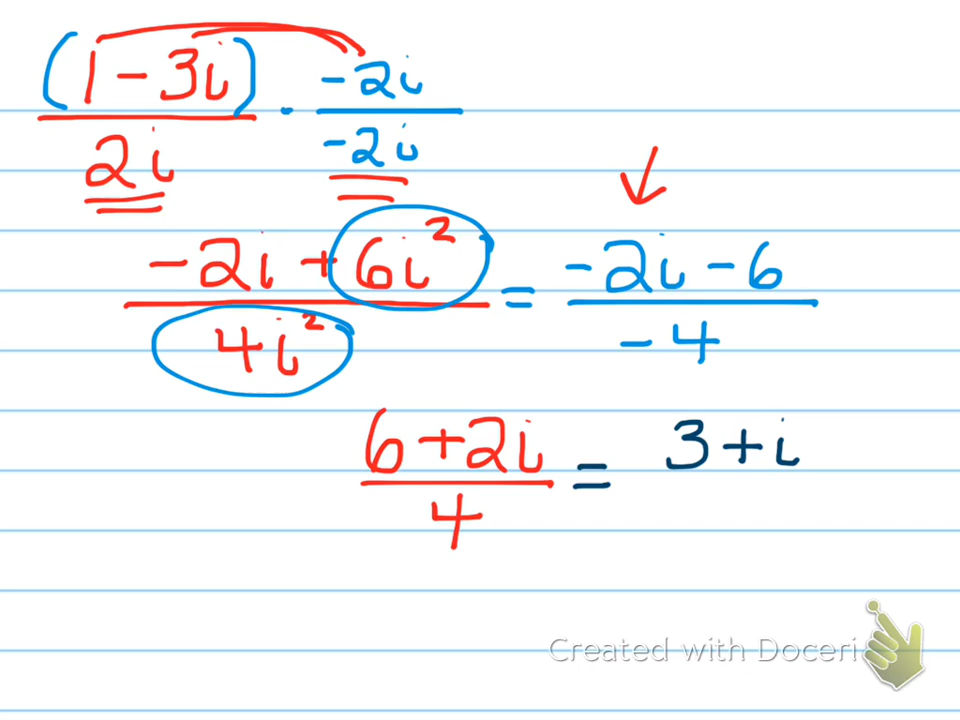 (1 - 3i) · -2i
2i -2i
-2i + 6i² = -2i - 6
4i² -4
6 + 2i = 3 + i
4
Created with Doceri